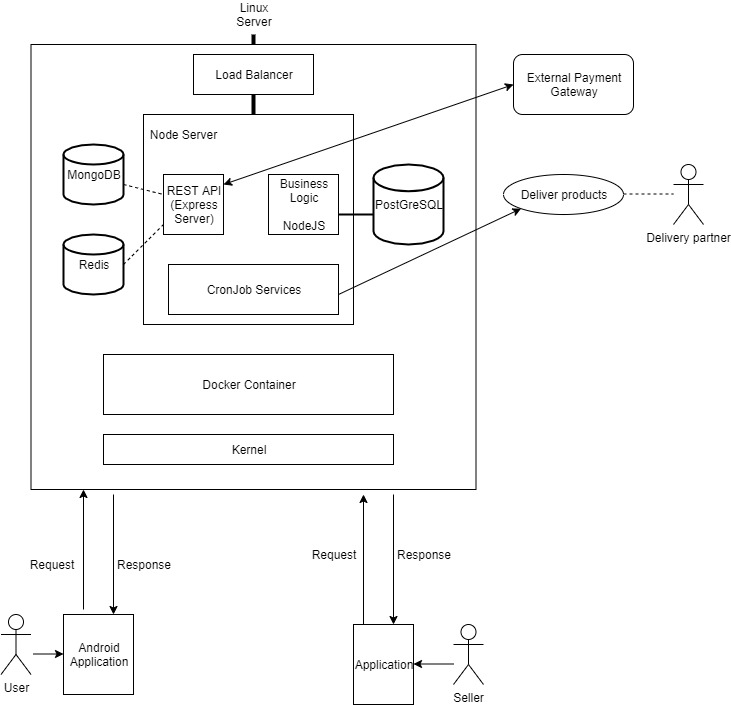 Linux
Server
Load Balancer
External Payment
Gateway
Node Server
MongoDB
REST API
(Express
Server)
Business
Logic
NodeJS
PostGreSQL
Deliver products
Delivery partner
Redis
CronJob Services
Docker Container
Kernel
Request
Response
Request
Response
Android
Application
User
Application
Seller